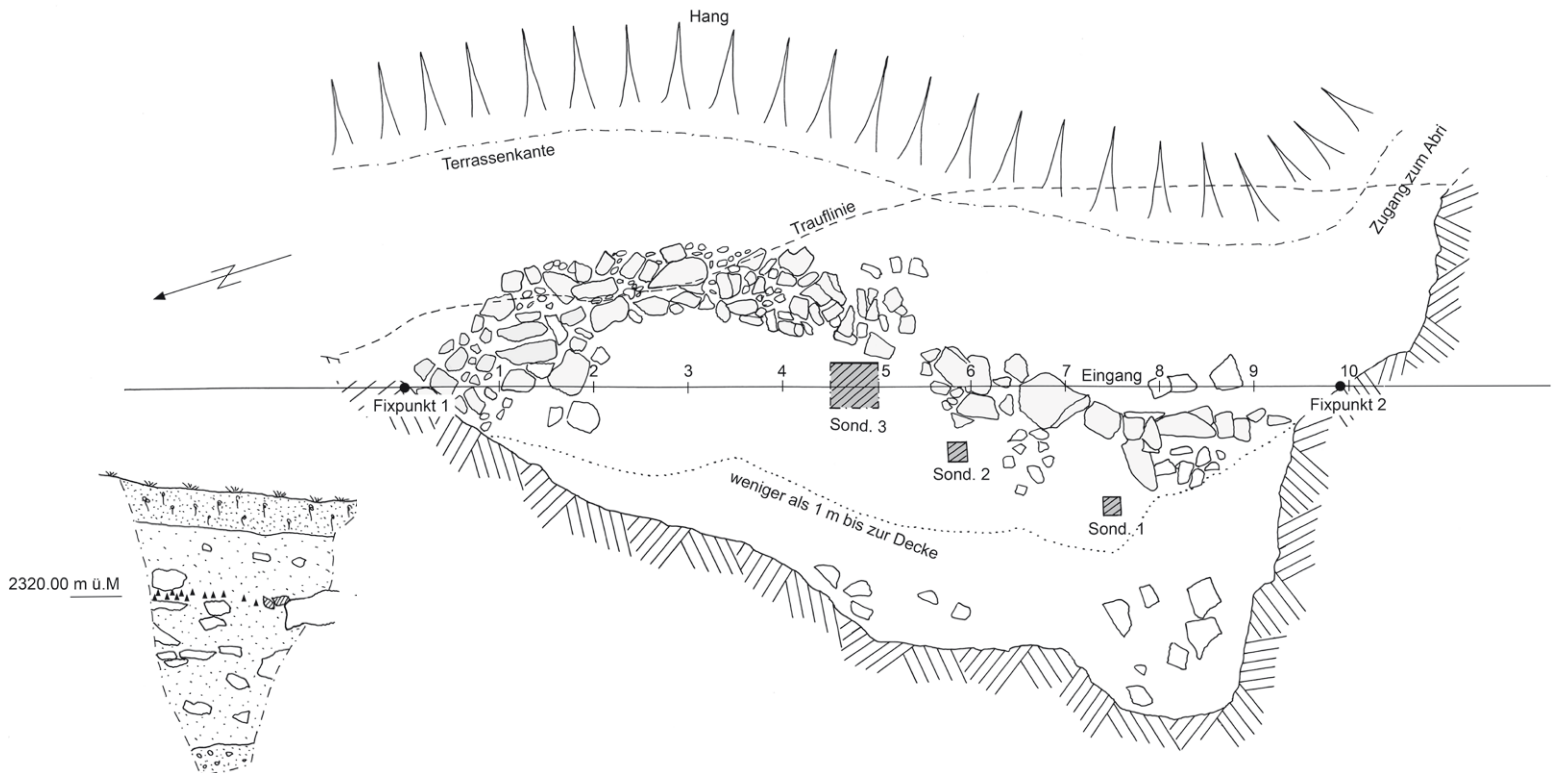 Hang
Terrassenkante
Zugang zum Abri
Trauflinie
N
1 2 3 4 5 6 7 Eingang 8 9 10
Fixpunkt 1
Fixpunkt 2
Sond. 3
Sond. 2
Sond. 1
weniger als 1 m bis zur Decke
2320.00 m ü.M